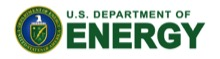 U.S. DEPARTMENT OF
ENERGY